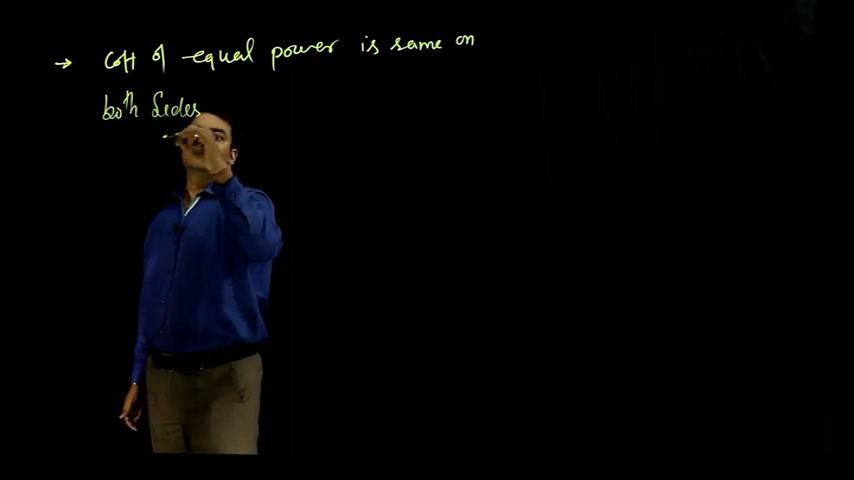 → Coff of equal power is same on
both sides